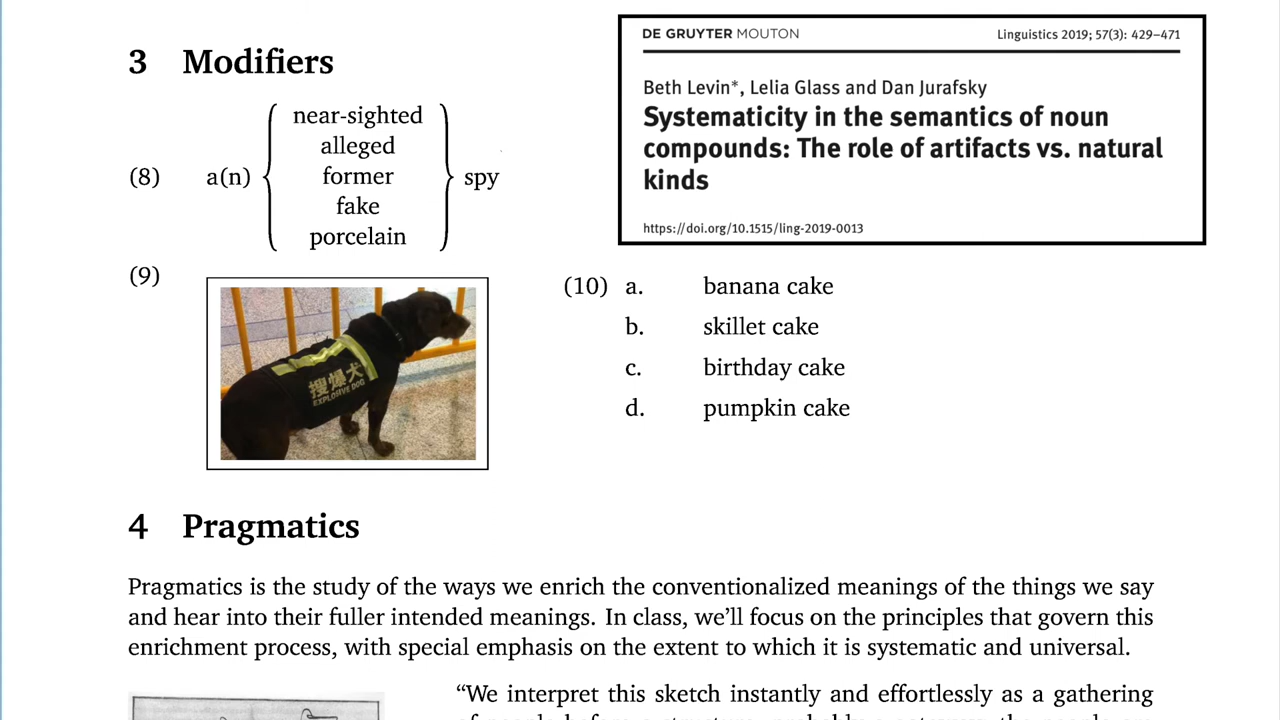 3 Modifiers
DE GRUYTER MOUTON Linguistics 2019; 57(3): 429–471
Beth Levin*, Lelia Glass and Dan Jurafsky
Systematicity in the semantics of noun
compounds: The role of artifacts vs. natural
kinds
https://doi.org/10.1515/ling-2019-0013
near-sighted
alleged
(8) a(n) former spy
fake
porcelain
(9)
搜爆犬
EXPLOSIVE DOG
(10) a. banana cake
b. skillet cake
c. birthday cake
d. pumpkin cake
4 Pragmatics
Pragmatics is the study of the ways we enrich the conventionalized meanings of the things we say
and hear into their fuller intended meanings. In class, we’ll focus on the principles that govern this
enrichment process, with special emphasis on the extent to which it is systematic and universal.
“We interpret this sketch instantly and effortlessly as a gathering